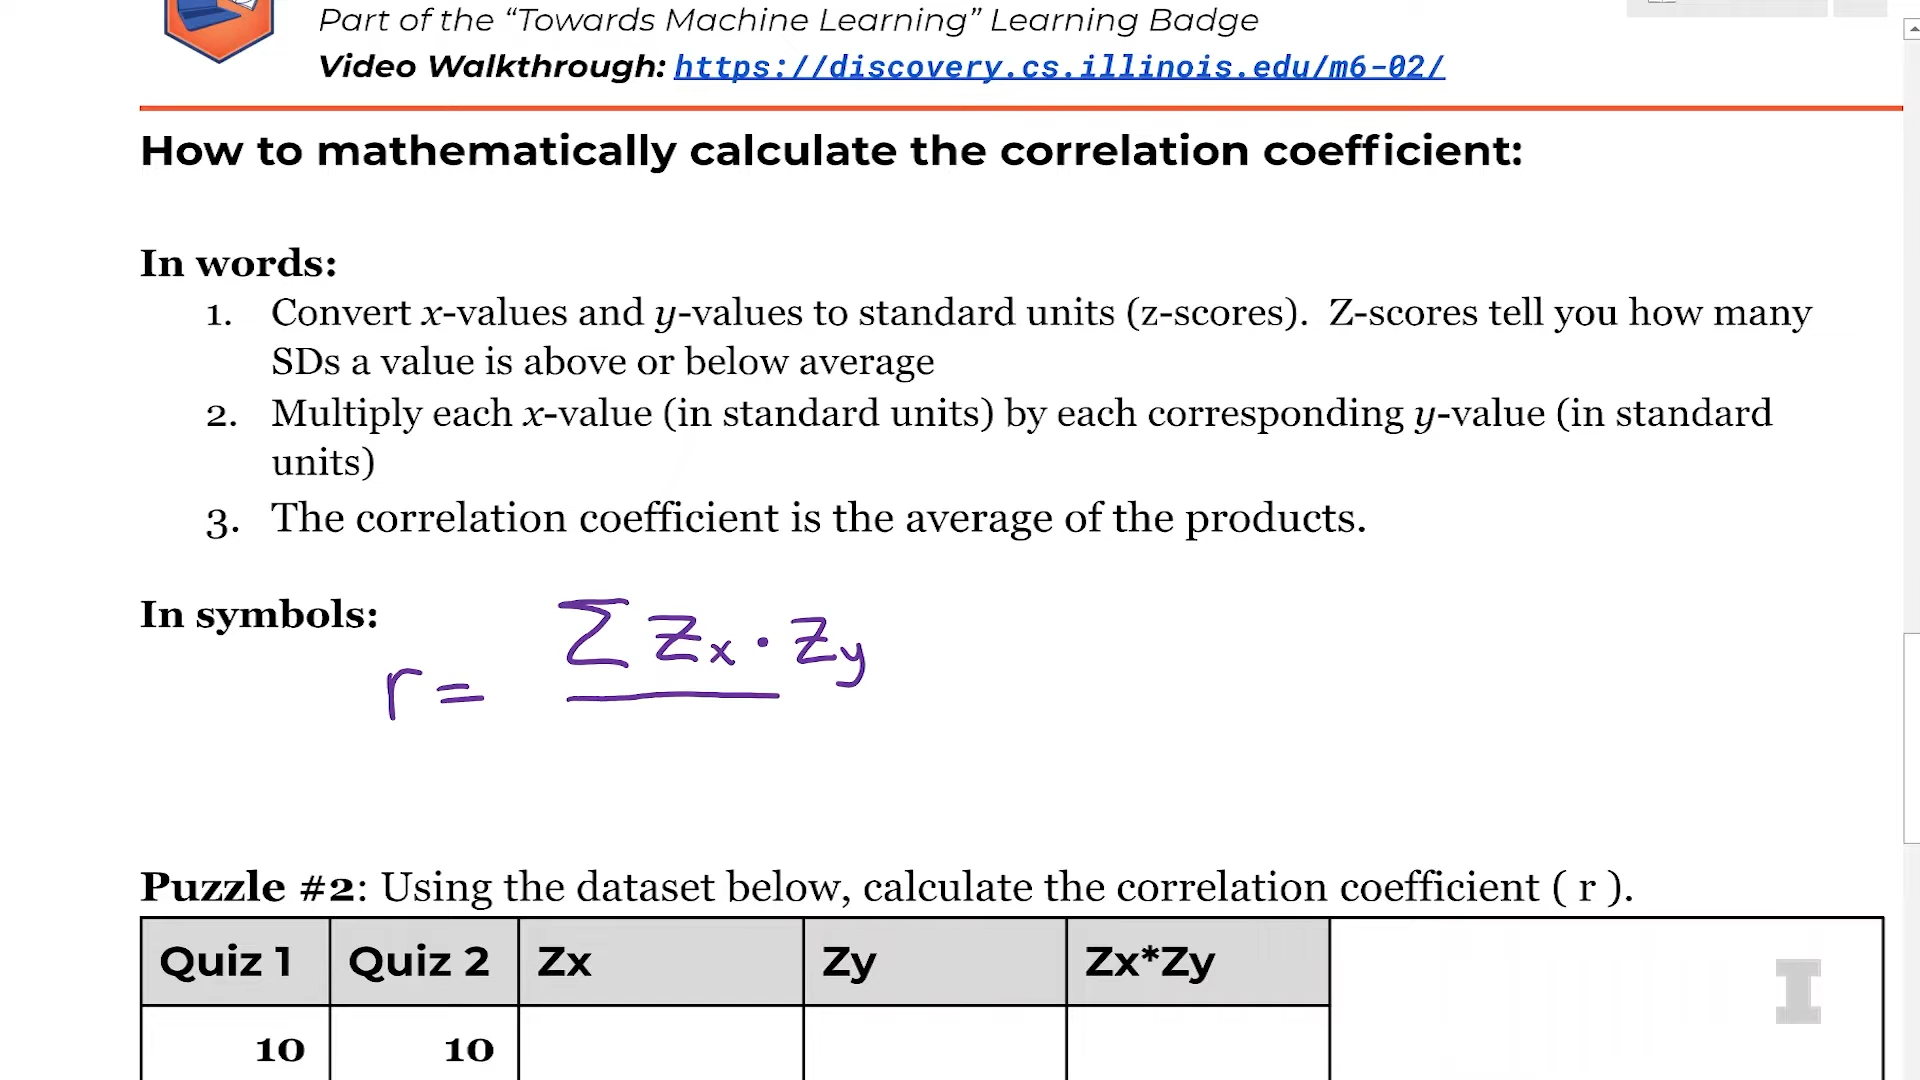 Part of the “Towards Machine Learning” Learning Badge
Video Walkthrough: https://discovery.cs.illinois.edu/m6-02/
How to mathematically calculate the correlation coefficient:
In words:
1. Convert x-values and y-values to standard units (z-scores). Z-scores tell you how many
SDs a value is above or below average
2. Multiply each x-value (in standard units) by each corresponding y-value (in standard
units)
3. The correlation coefficient is the average of the products.
In symbols:
r = ∑ Zx · Zy
Puzzle #2: Using the dataset below, calculate the correlation coefficient ( r ).
Quiz 1 Quiz 2 Zx Zy Zx*Zy
10 10